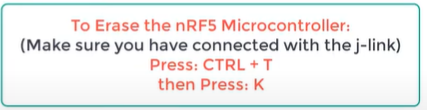 To Erase the nRF5 Microcontroller:
(Make sure you have connected with the j-link)
Press: CTRL + T
then Press: K